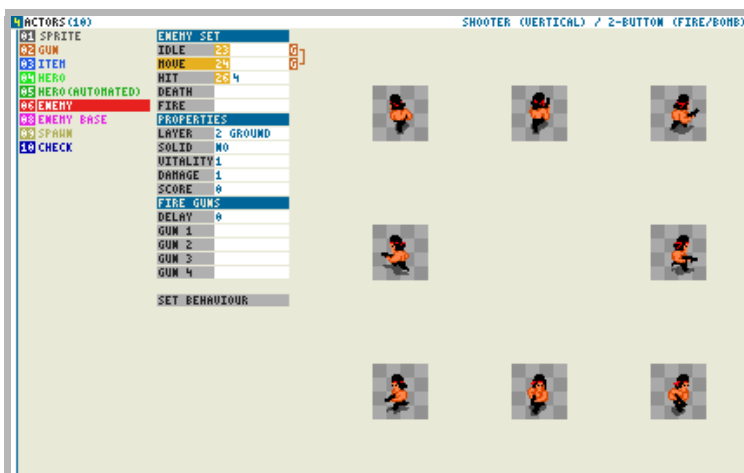 4 ACTORS (10)
SHOOTER (VERTICAL) / 2-BUTTON (FIRE/BOMB)
01 SPRITE
02 GUN
03 ITEM
04 HERO
05 HERO (AUTOMATED)
06 ENEMY
08 ENEMY BASE
09 SPAWN
10 CHECK
ENEMY SET
IDLE 23 G
MOVE 24 G
HIT 26 4
DEATH
FIRE
PROPERTIES
LAYER 2 GROUND
SOLID NO
VITALITY 1
DAMAGE 1
SCORE 0
FIRE GUNS
DELAY 0
GUN 1
GUN 2
GUN 3
GUN 4
SET BEHAVIOUR